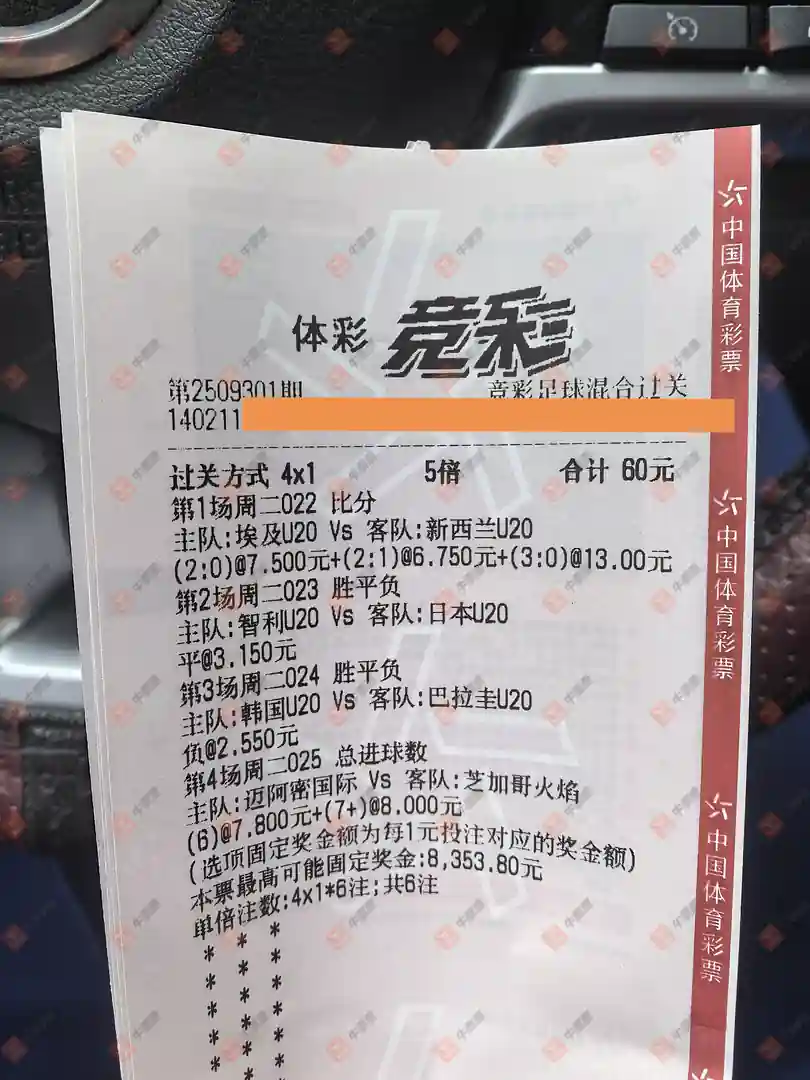 体彩 竞彩
第2509301期 竞彩足球混合过关
140211
过关方式 4x1 5倍 合计 60元
第1场周二022 比分
主队:埃及U20 Vs 客队:新西兰U20
(2:0)@7.500元+(2:1)@6.750元+(3:0)@13.00元
第2场周二023 胜平负
主队:智利U20 Vs 客队:日本U20
平@3.150元
第3场周二024 胜平负
主队:韩国U20 Vs 客队:巴拉圭U20
负@2.550元
第4场周二025 总进球数
主队:迈阿密国际 Vs 客队:芝加哥火焰
(6)@7.800元+(7+)@8.000元
(选项固定奖金额为每1元投注对应的奖金额)
本票最高可能固定奖金:8,353.80元
单倍注数:4x1*6注;共6注
* * *
* * *
* * *
* * *
* * *
中国体育彩票
中国体育彩票
中国体育彩票